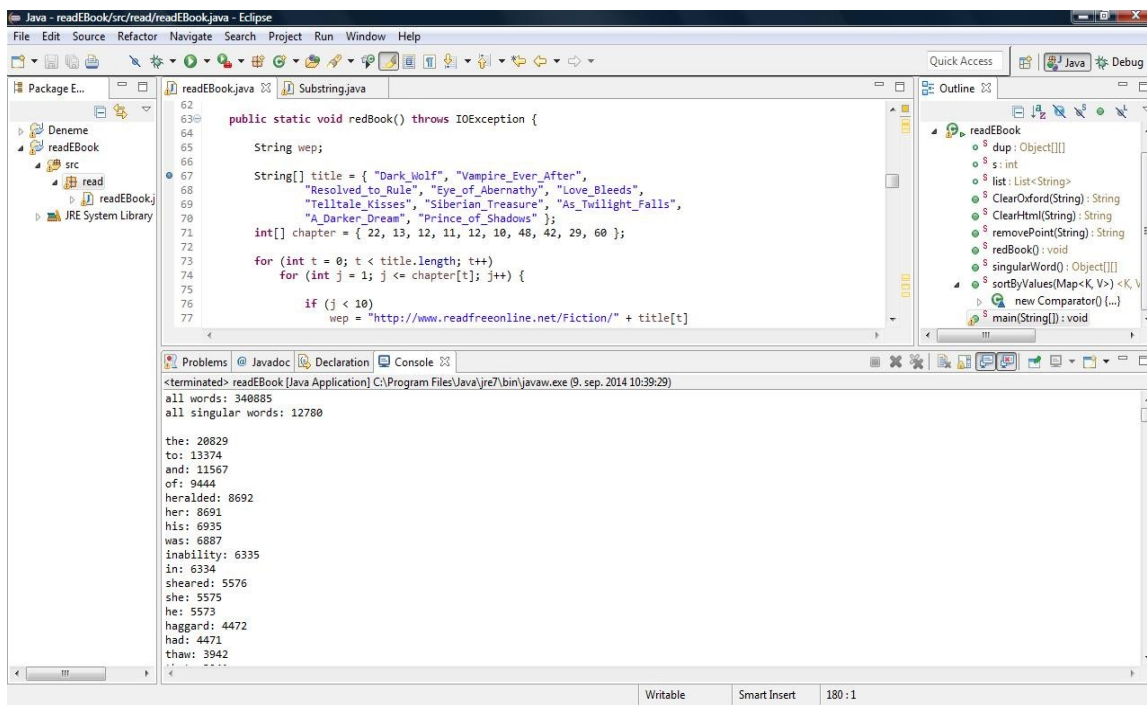 Java - readEBook/src/read/readEBook.java - Eclipse
File Edit Source Refactor Navigate Search Project Run Window Help
Quick Access Java Debug
Package E...
readEBook.java Substring.java
Outline
Deneme
readEBook
src
read
readEBook.j
JRE System Library
62
63 public static void redBook() throws IOException {
64
65 String wep;
66
67 String[] title = { "Dark_Wolf", "Vampire_Ever_After",
68 "Resolved_to_Rule", "Eye_of_Abernathy", "Love_Bleeds",
69 "Telltale_Kisses", "Siberian_Treasure", "As_Twilight_Falls",
70 "A_Darker_Dream", "Prince_of_Shadows" };
71 int[] chapter = { 22, 13, 12, 11, 12, 10, 48, 42, 29, 60 };
72
73 for (int t = 0; t < title.length; t++)
74 for (int j = 1; j <= chapter[t]; j++) {
75
76 if (j < 10)
77 wep = "http://www.readfreeonline.net/Fiction/" + title[t]
readEBook
dup : Object[][]
s : int
list : List<String>
ClearOxford(String) : String
ClearHtml(String) : String
removePoint(String) : String
redBook() : void
singularWord() : Object[][]
sortByValues(Map<K, V>) <K, V
new Comparator() {...}
main(String[]) : void
Problems @ Javadoc Declaration Console
<terminated> readEBook [Java Application] C:\Program Files\Java\jre7\bin\javaw.exe (9. sep. 2014 10:39:29)
all words: 340885
all singular words: 12780
the: 20829
to: 13374
and: 11567
of: 9444
heralded: 8692
her: 8691
his: 6935
was: 6887
inability: 6335
in: 6334
sheared: 5576
she: 5575
he: 5573
haggard: 4472
had: 4471
thaw: 3942
Writable Smart Insert 180 : 1